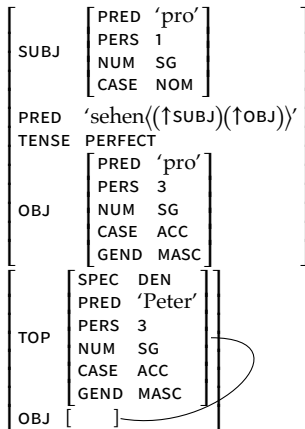 PRED 'pro'
PERS 1
SUBJ
NUM SG
CASE NOM
PRED 'sehen⟨(↑SUBJ)(↑OBJ)⟩'
TENSE PERFECT
PRED 'pro'
PERS 3
OBJ NUM SG
CASE ACC
GEND MASC
SPEC DEN
PRED 'Peter'
PERS 3
TOP
NUM SG
CASE ACC
GEND MASC
OBJ [ ]